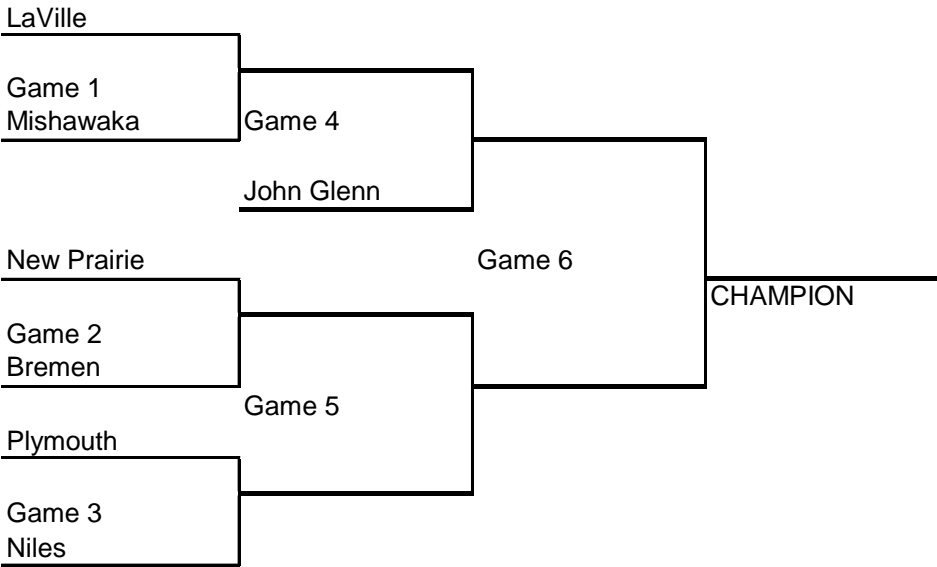 LaVille
Game 1
Mishawaka
Game 4
John Glenn
New Prairie
Game 6
CHAMPION
Game 2
Bremen
Game 5
Plymouth
Game 3
Niles